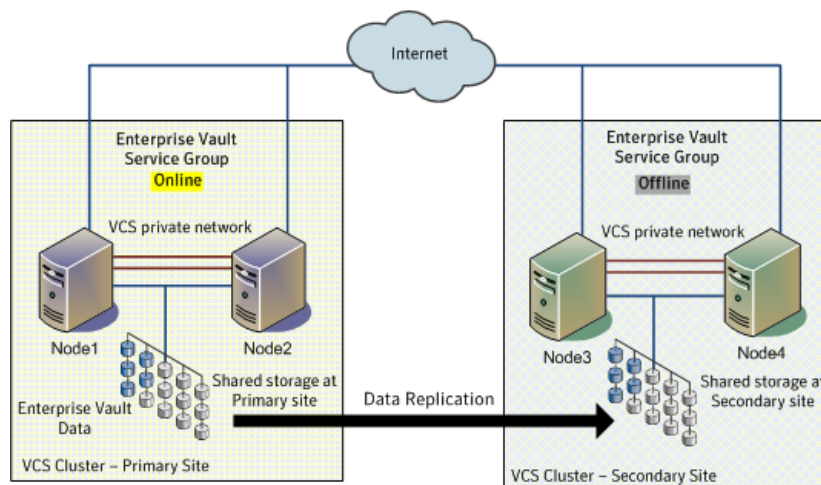 Internet
Enterprise Vault
Service Group
Online
VCS private network
Node1
Node2
Enterprise Vault
Data
Shared storage at
Primary site
VCS Cluster – Primary Site
Data Replication
Enterprise Vault
Service Group
Offline
VCS private network
Node3
Node4
Shared storage at
Secondary site
VCS Cluster – Secondary Site